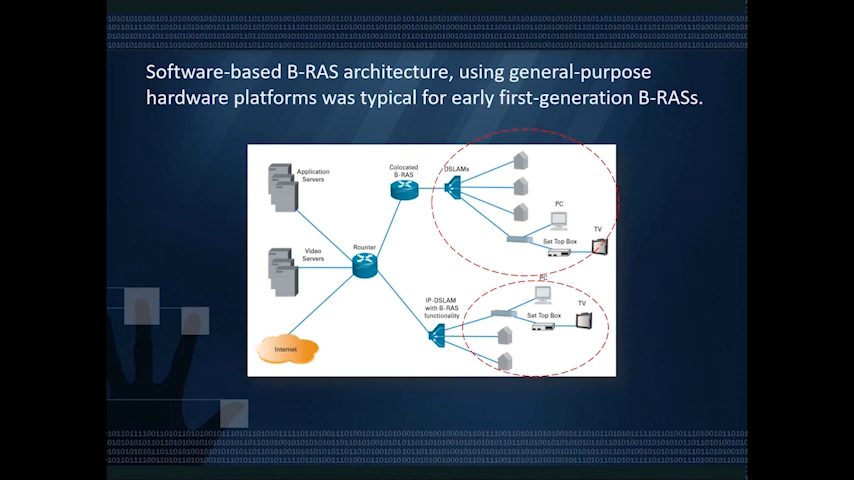 Software-based B-RAS architecture, using general-purpose
hardware platforms was typical for early first-generation B-RASs.
Application
Servers
Colocated
B-RAS
DSLAMs
PC
Set Top Box
TV
Video
Servers
Rounter
Internet
IP-DSLAM
with B-RAS
functionality
PC
Set Top Box
TV